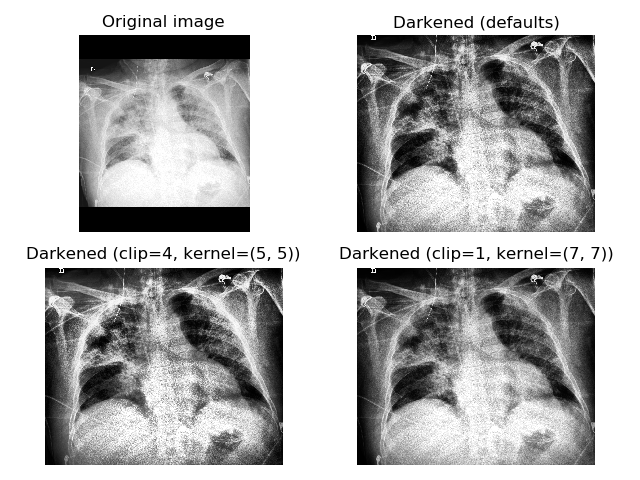 Original image
Darkened (defaults)
Darkened (clip=4, kernel=(5, 5))
Darkened (clip=1, kernel=(7, 7))